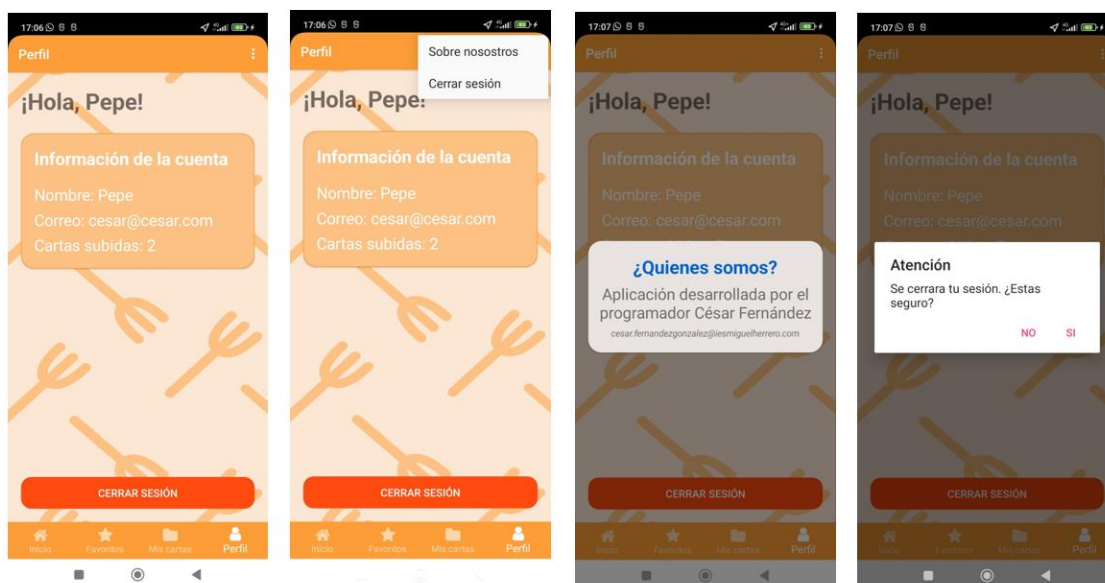 17:06
Perfil
¡Hola, Pepe!
Información de la cuenta
Nombre: Pepe
Correo: cesar@cesar.com
Cartas subidas: 2
CERRAR SESIÓN
Inicio Favoritos Mis cartas Perfil
17:06
Perfil
Sobre nosostros
Cerrar sesión
¡Hola, Pepe!
Información de la cuenta
Nombre: Pepe
Correo: cesar@cesar.com
Cartas subidas: 2
CERRAR SESIÓN
Inicio Favoritos Mis cartas Perfil
17:07
Perfil
¡Hola, Pepe!
Información de la cuenta
Nombre: Pepe
Correo: cesar@cesar.com
¿Quienes somos?
Aplicación desarrollada por el
programador César Fernández
cesar.fernandezgonzalez@iesmiguelherrero.com
CERRAR SESIÓN
Inicio Favoritos Mis cartas Perfil
17:07
Perfil
¡Hola, Pepe!
Información de la cuenta
Nombre: Pepe
Correo: cesar@cesar.com
Atención
Se cerrara tu sesión. ¿Estas
seguro?
NO SI
CERRAR SESIÓN
Inicio Favoritos Mis cartas Perfil